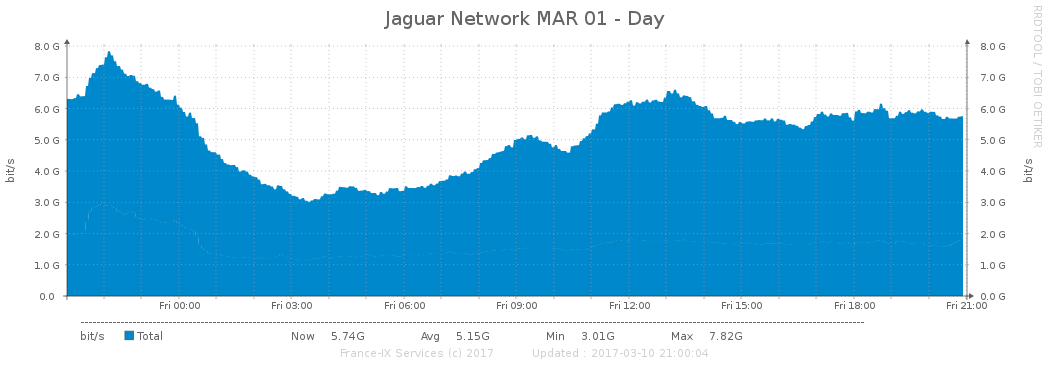 Jaguar Network MAR 01 - Day
RRDTOOL / TOBI OETIKER
bit/s
8.0 G
7.0 G
6.0 G
5.0 G
4.0 G
3.0 G
2.0 G
1.0 G
0.0
8.0 G
7.0 G
6.0 G
5.0 G
4.0 G
3.0 G
2.0 G
1.0 G
0.0 G
bit/s
Fri 00:00 Fri 03:00 Fri 06:00 Fri 09:00 Fri 12:00 Fri 15:00 Fri 18:00 Fri 21:00
bit/s Total Now 5.74G Avg 5.15G Min 3.01G Max 7.82G
France-IX Services (c) 2017 Updated : 2017-03-10 21:00:04